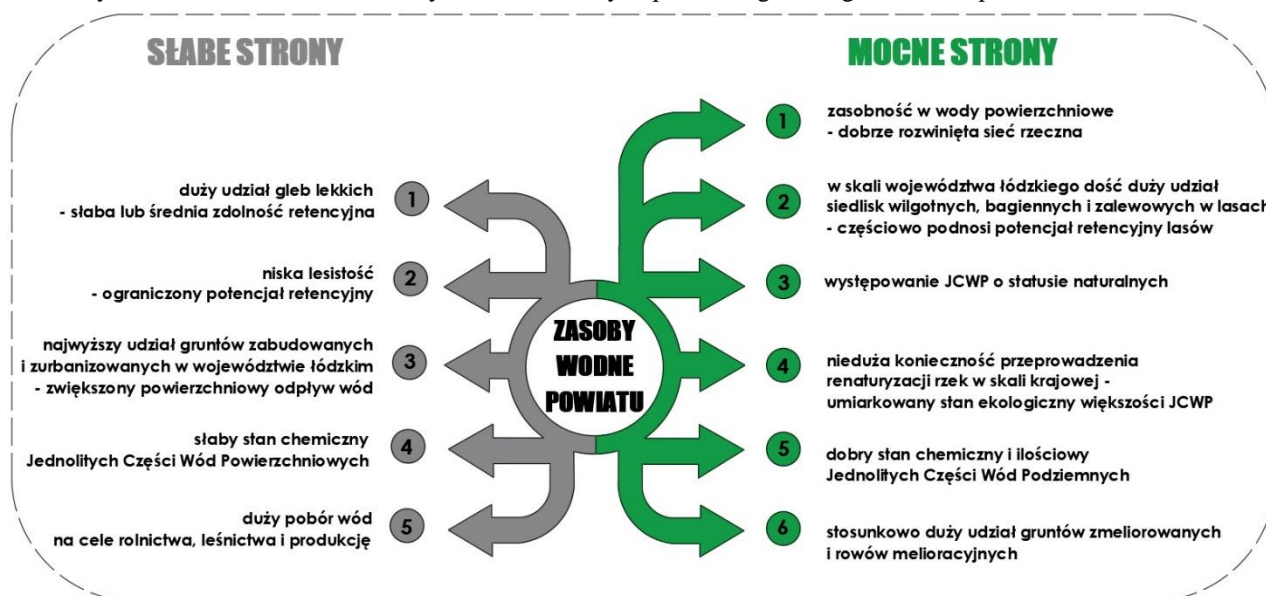 SŁABE STRONY
1
duży udział gleb lekkich
- słaba lub średnia zdolność retencyjna
2
niska lesistość
- ograniczony potencjał retencyjny
3
najwyższy udział gruntów zabudowanych
i zurbanizowanych w województwie łódzkim
- zwiększony powierzchniowy odpływ wód
4
słaby stan chemiczny
Jednolitych Części Wód Powierzchniowych
5
duży pobór wód
na cele rolnictwa, leśnictwa i produkcję
ZASOBY
WODNE
POWIATU
MOCNE STRONY
1
zasobność w wody powierzchniowe
- dobrze rozwinięta sieć rzeczna
2
w skali województwa łódzkiego dość duży udział
siedlisk wilgotnych, bagiennych i zalewowych w lasach
- częściowo podnosi potencjał retencyjny lasów
3
występowanie JCWP o statusie naturalnych
4
nieduża konieczność przeprowadzenia
renaturyzacji rzek w skali krajowej -
umiarkowany stan ekologiczny większości JCWP
5
dobry stan chemiczny i ilościowy
Jednolitych Części Wód Podziemnych
6
stosunkowo duży udział gruntów zmeliorowanych
i rowów melioracyjnych